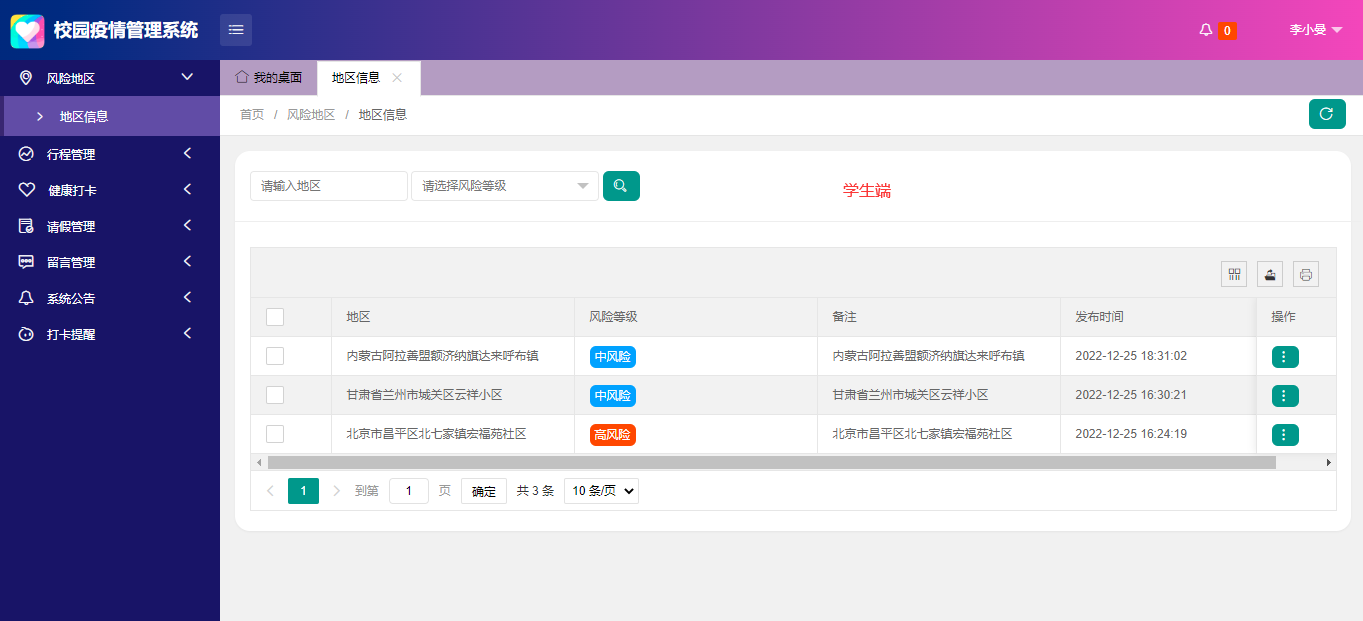 校园疫情管理系统
0
李小曼
风险地区
地区信息
行程管理
健康打卡
请假管理
留言管理
系统公告
打卡提醒
我的桌面
地区信息
首页 / 风险地区 / 地区信息
请输入地区
请选择风险等级
学生端
地区 风险等级 备注 发布时间 操作
内蒙古阿拉善盟额济纳旗达来呼布镇 中风险 内蒙古阿拉善盟额济纳旗达来呼布镇 2022-12-25 18:31:02
甘肃省兰州市城关区云祥小区 中风险 甘肃省兰州市城关区云祥小区 2022-12-25 16:30:21
北京市昌平区北七家镇宏福苑社区 高风险 北京市昌平区北七家镇宏福苑社区 2022-12-25 16:24:19
1 到第 1 页 确定 共 3 条 10 条/页